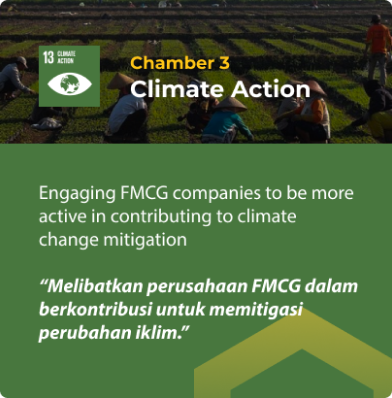 13 CLIMATE
ACTION
Chamber 3
Climate Action
Engaging FMCG companies to be more
active in contributing to climate
change mitigation
“Melibatkan perusahaan FMCG dalam
berkontribusi untuk memitigasi
perubahan iklim.”